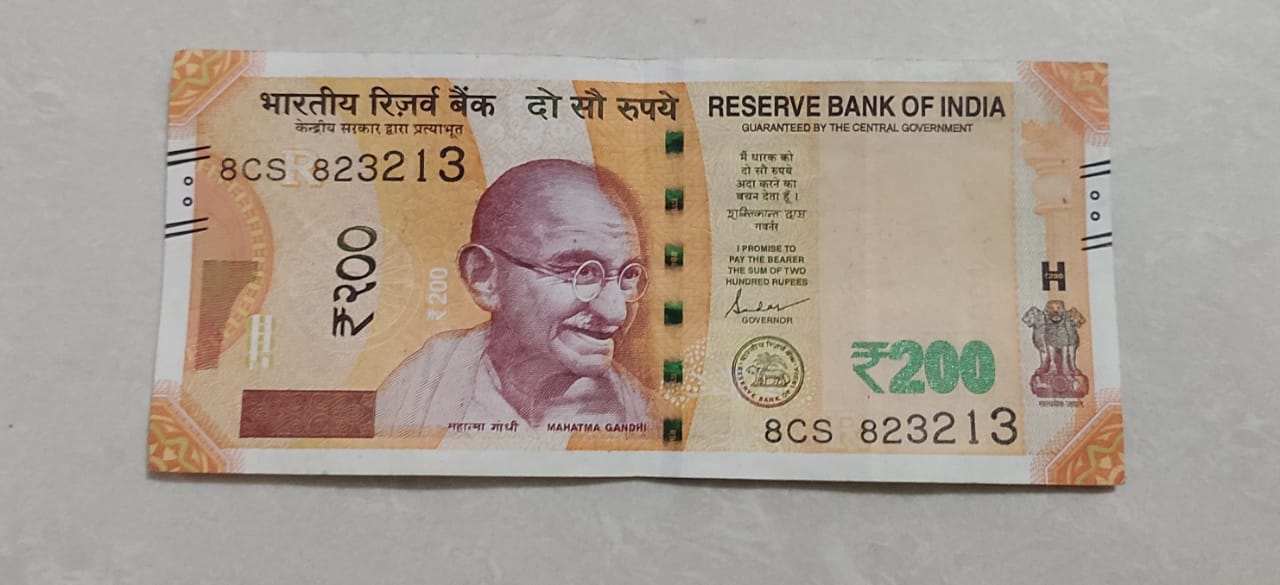 भारतीय रिज़र्व बैंक दो सौ रुपये RESERVE BANK OF INDIA
केन्द्रीय सरकार द्वारा प्रत्याभूत
GUARANTEED BY THE CENTRAL GOVERNMENT
8CS 823213
₹२००
₹200
मैं धारक को
दो सौ रुपये
अदा करने का
वचन देता हूँ।
शक्तिकान्त दास
गवर्नर
I PROMISE TO
PAY THE BEARER
THE SUM OF TWO
HUNDRED RUPEES
GOVERNOR
₹200
H
₹200
सत्यमेव जयते
महात्मा गांधी MAHATMA GANDHI
8CS 823213